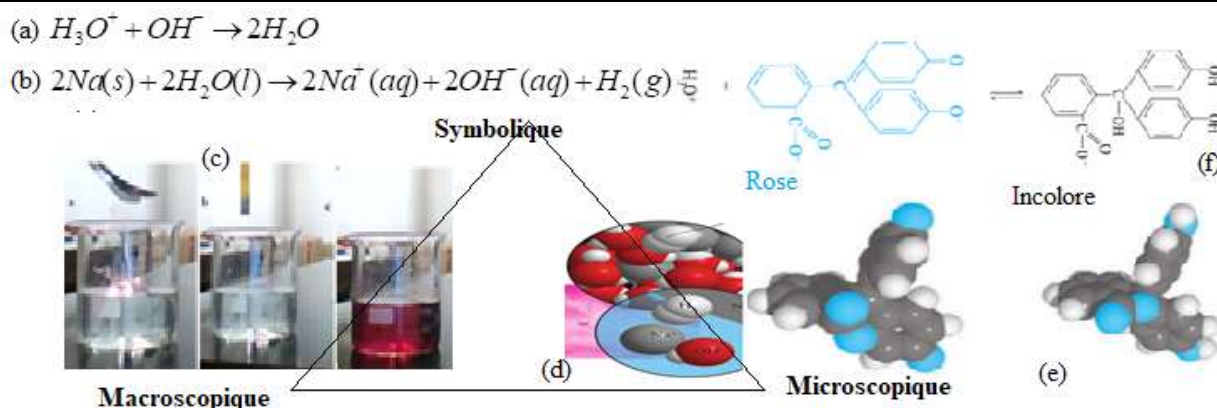 (a) H₃O⁺ + OH⁻ → 2H₂O
(b) 2Na(s) + 2H₂O(l) → 2Na⁺(aq) + 2OH⁻(aq) + H₂(g)
Symbolique
(c)
Rose
Incolore
(f)
(d)
(e)
Macroscopique
Microscopique